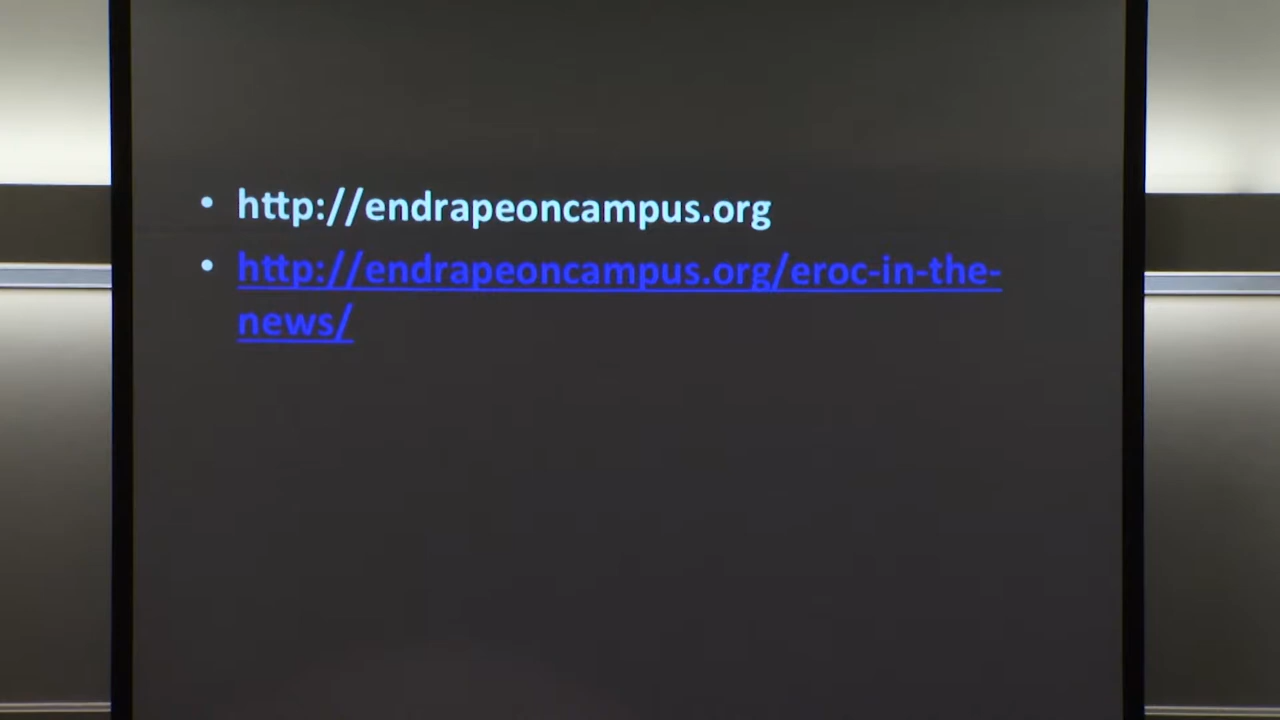 • http://endrapeoncampus.org
• http://endrapeoncampus.org/eroc-in-the-
news/